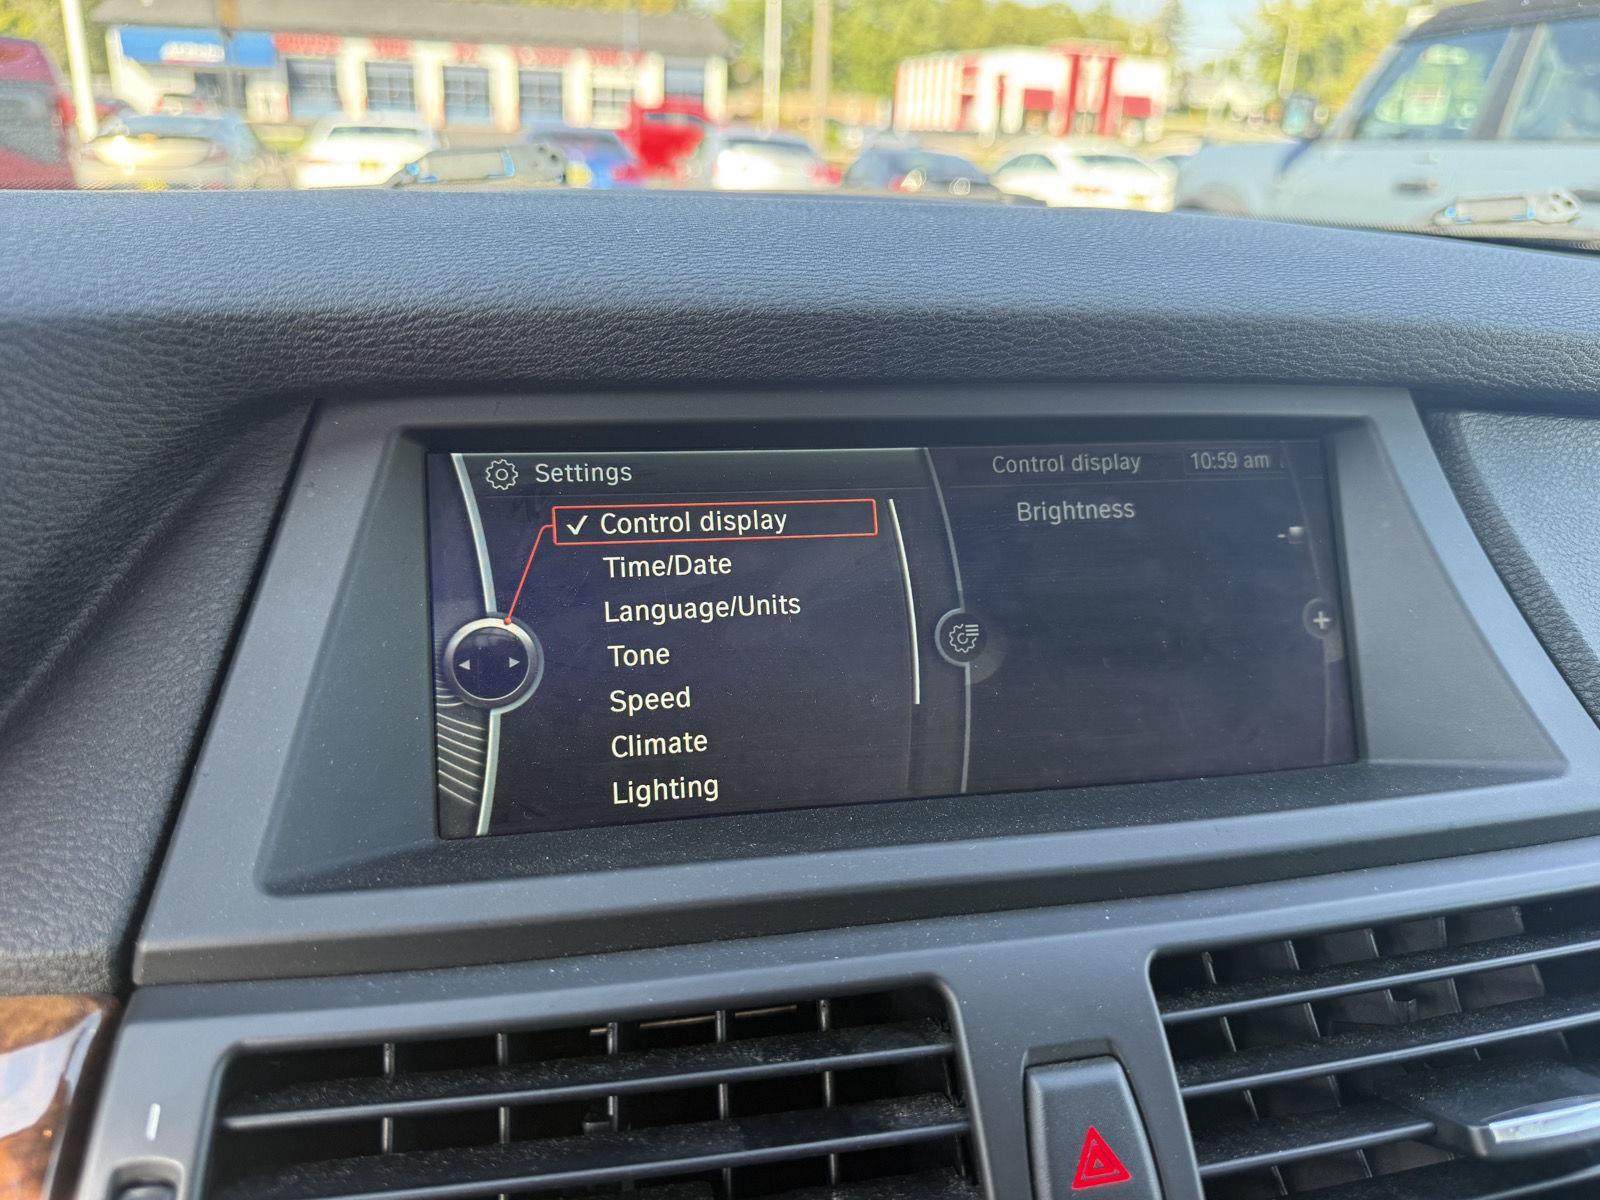 Settings
Control display
Time/Date
Language/Units
Tone
Speed
Climate
Lighting
Control display
10:59 am
Brightness